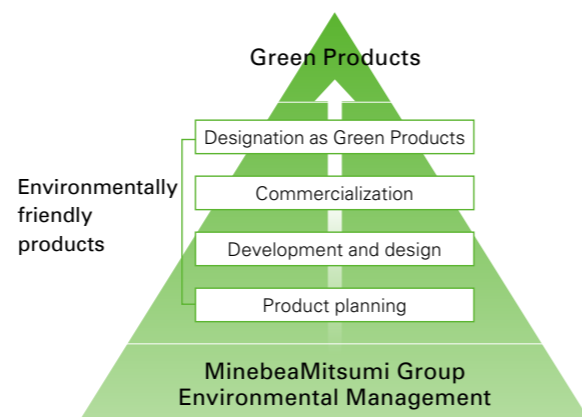 Green Products
Designation as Green Products
Commercialization
Environmentally
friendly
products
Development and design
Product planning
MinebeaMitsumi Group
Environmental Management